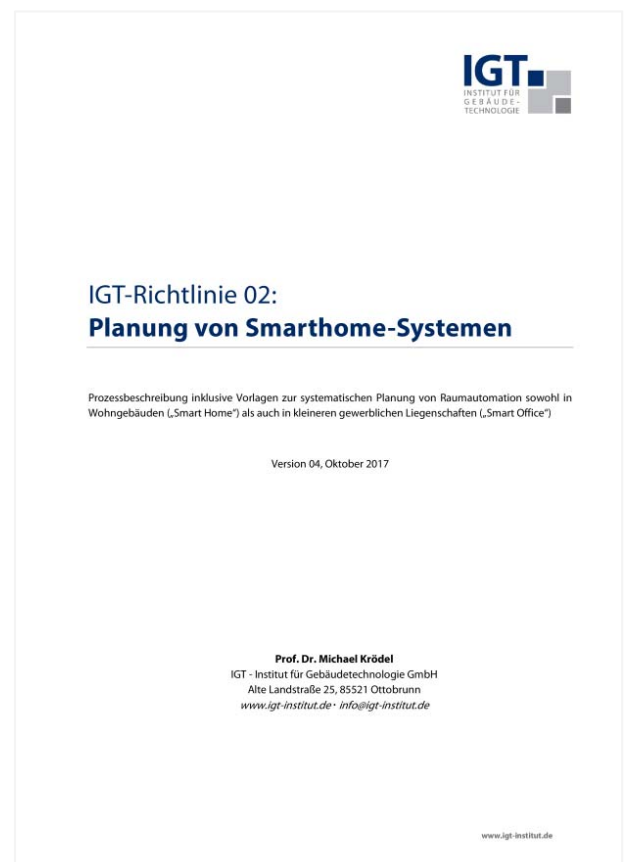 IGT
INSTITUT FÜR
GEBÄUDE-
TECHNOLOGIE
IGT-Richtlinie 02:
Planung von Smarthome-Systemen
Prozessbeschreibung inklusive Vorlagen zur systematischen Planung von Raumautomation sowohl in
Wohngebäuden („Smart Home“) als auch in kleineren gewerblichen Liegenschaften („Smart Office“)
Version 04, Oktober 2017
Prof. Dr. Michael Krödel
IGT - Institut für Gebäudetechnologie GmbH
Alte Landstraße 25, 85521 Ottobrunn
www.igt-institut.de · info@igt-institut.de
www.igt-institut.de